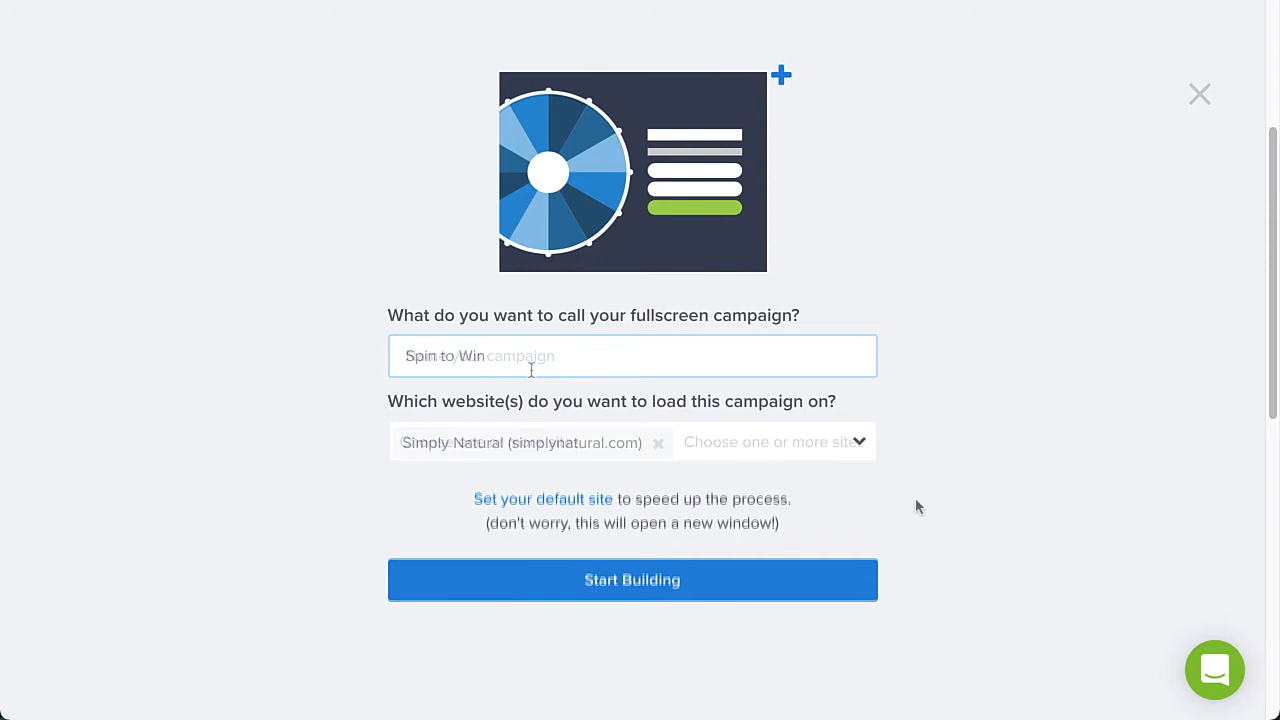 What do you want to call your fullscreen campaign?
Spin to Win campaign
Which website(s) do you want to load this campaign on?
Simply Natural (simplynatural.com) Choose one or more site
Set your default site to speed up the process.
(don't worry, this will open a new window!)
Start Building